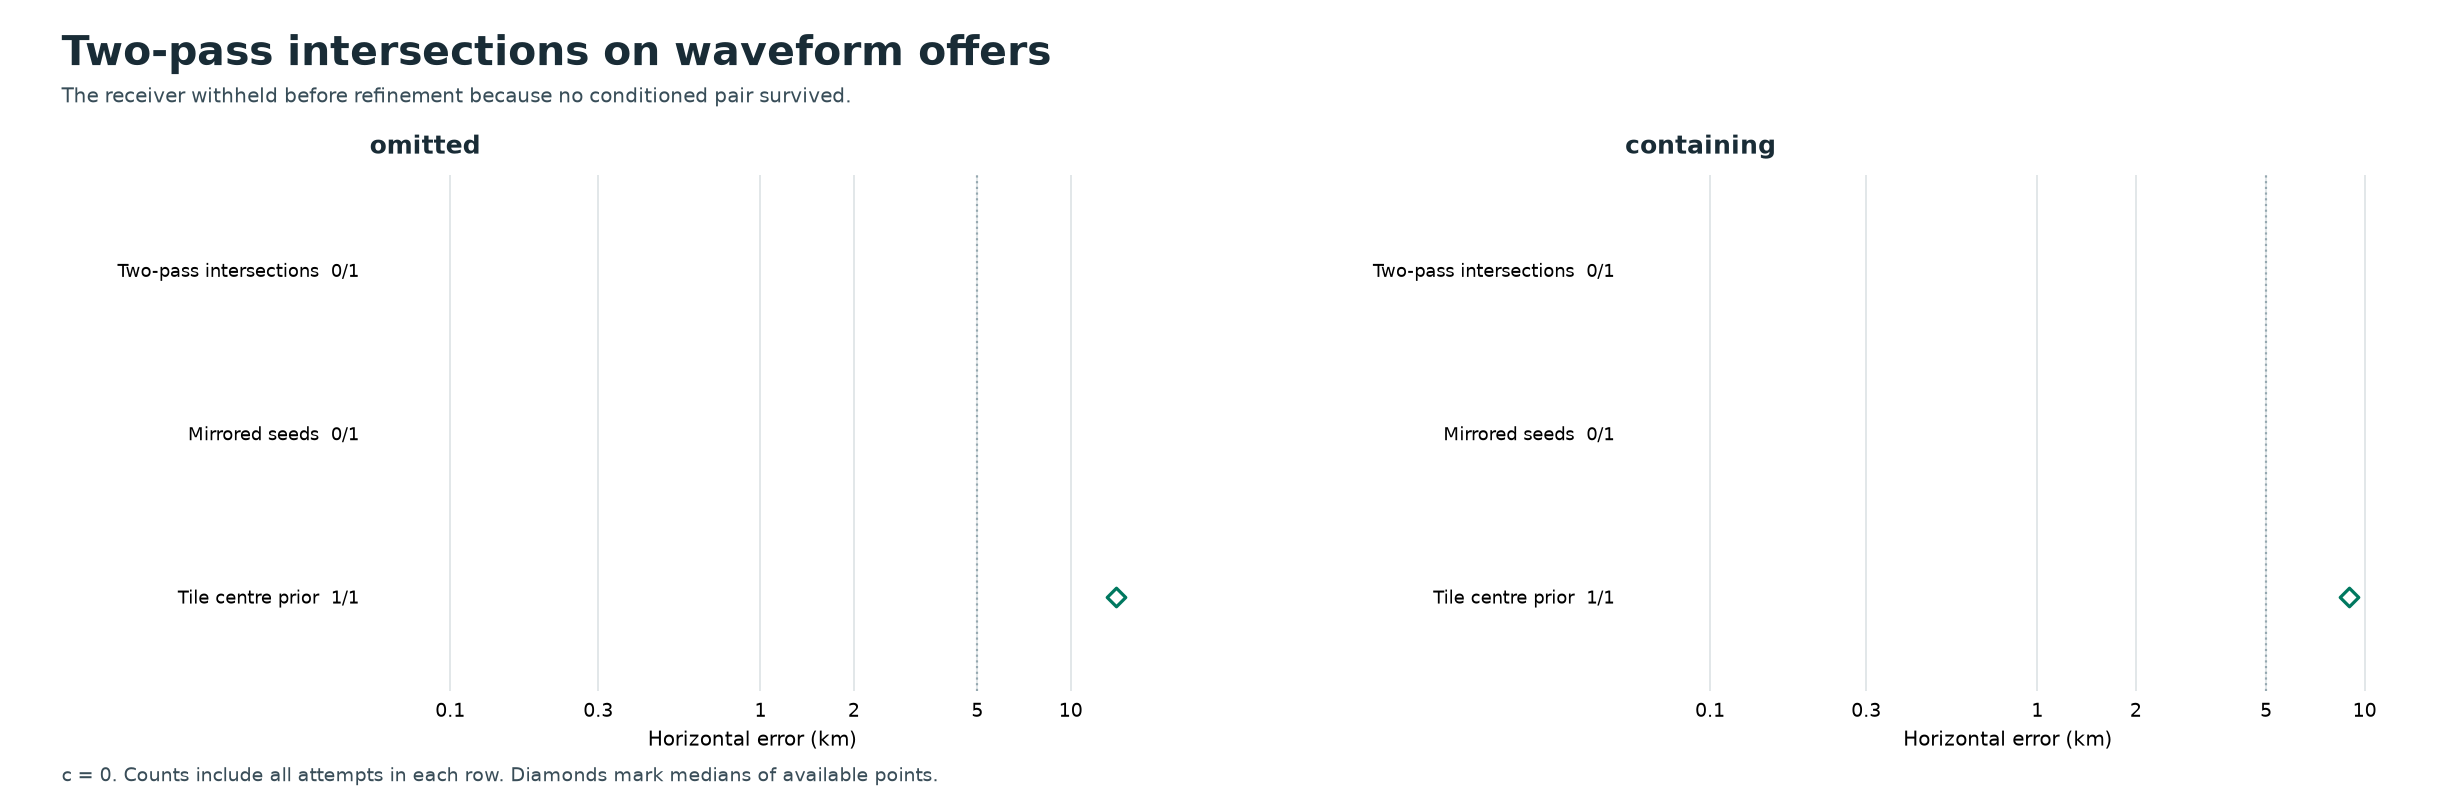 Two-pass intersections on waveform offers
The receiver withheld before refinement because no conditioned pair survived.
omitted
Two-pass intersections 0/1
Mirrored seeds 0/1
Tile centre prior 1/1
0.1 0.3 1 2 5 10
Horizontal error (km)
containing
Two-pass intersections 0/1
Mirrored seeds 0/1
Tile centre prior 1/1
0.1 0.3 1 2 5 10
Horizontal error (km)
c = 0. Counts include all attempts in each row. Diamonds mark medians of available points.